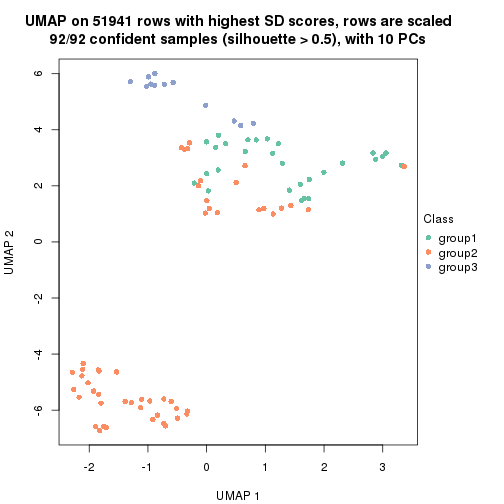 UMAP on 51941 rows with highest SD scores, rows are scaled
92/92 confident samples (silhouette > 0.5), with 10 PCs
6
4
2
0
-2
-4
-6
UMAP 2
-2
-1
0
1
2
3
UMAP 1
Class
group1
group2
group3